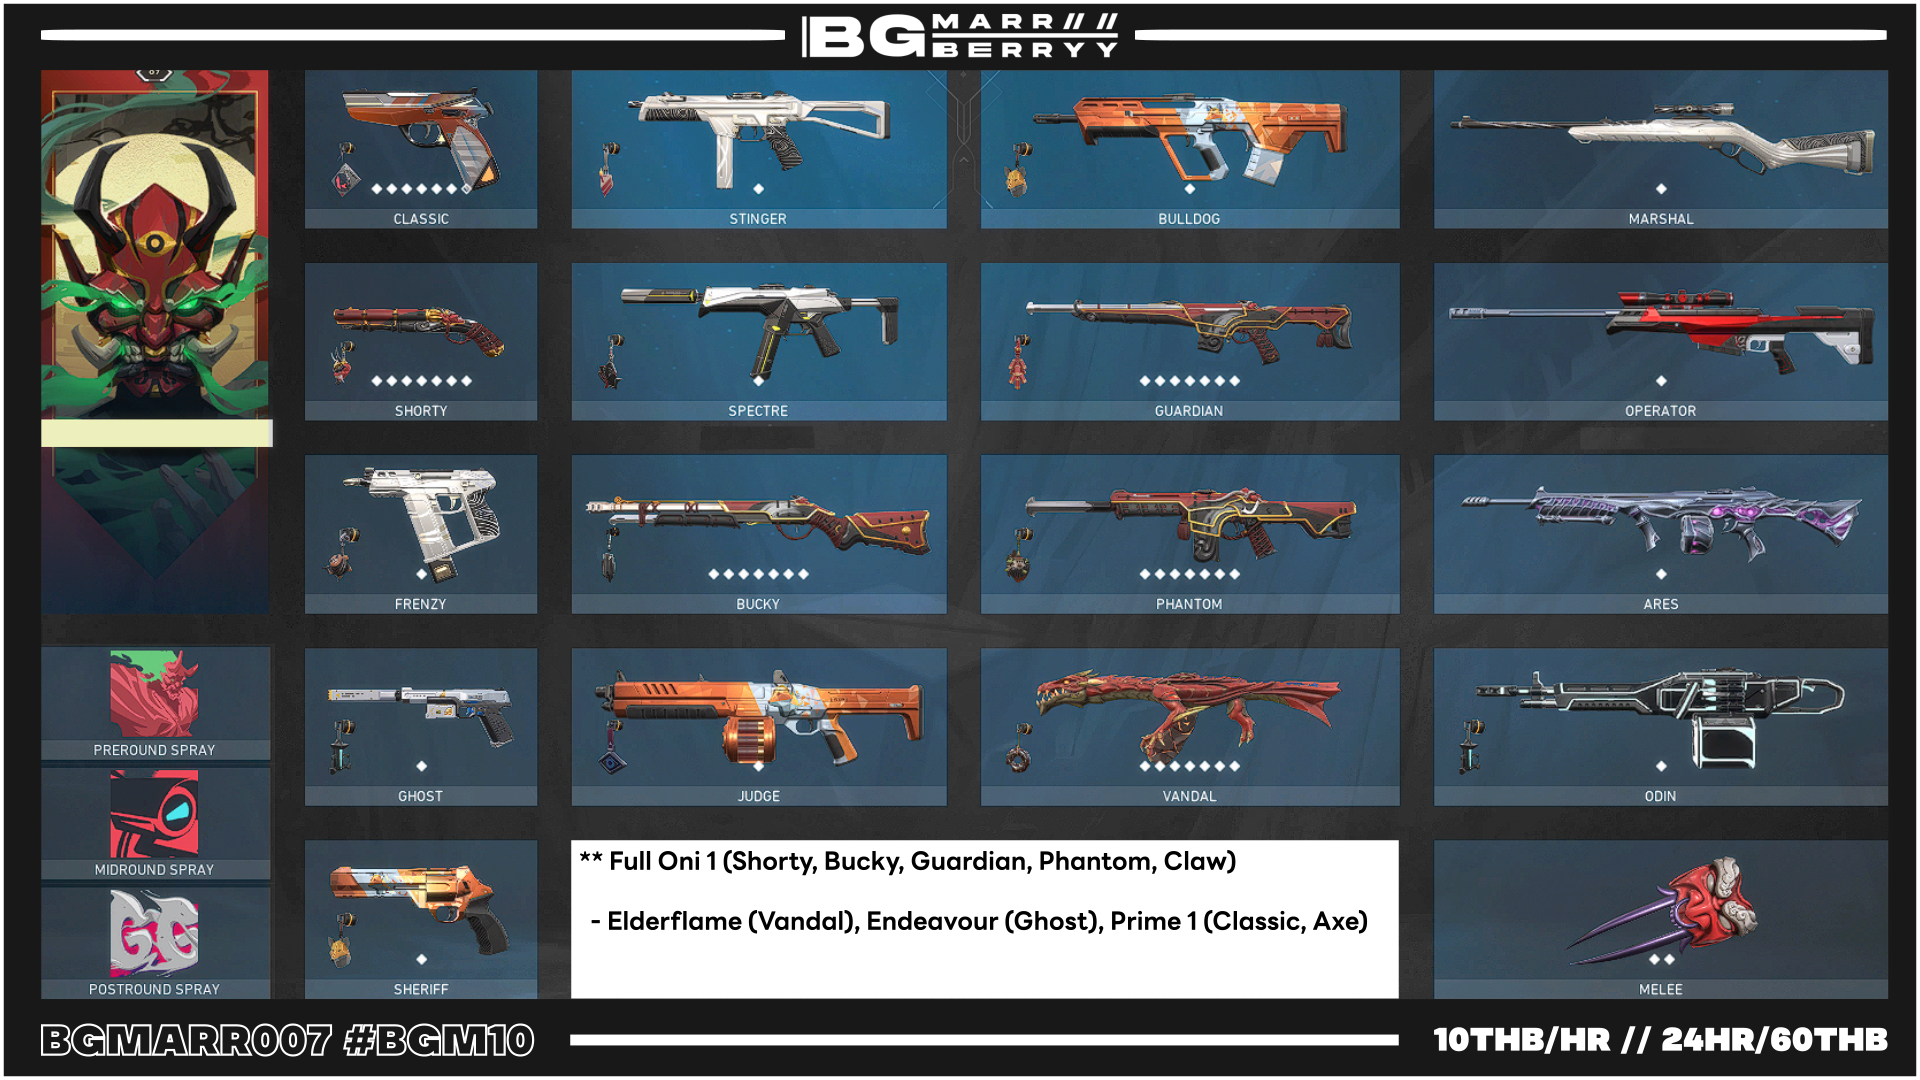 BG MARR// //
BERRYY
07
CLASSIC
STINGER
BULLDOG
MARSHAL
SHORTY
SPECTRE
GUARDIAN
OPERATOR
FRENZY
BUCKY
PHANTOM
ARES
PREROUND SPRAY
GHOST
JUDGE
VANDAL
ODIN
MIDROUND SPRAY
GG
POSTROUND SPRAY
SHERIFF
** Full Oni 1 (Shorty, Bucky, Guardian, Phantom, Claw)
- Elderflame (Vandal), Endeavour (Ghost), Prime 1 (Classic, Axe)
MELEE
BGMARR007 #BGM10
10THB/HR // 24HR/60THB